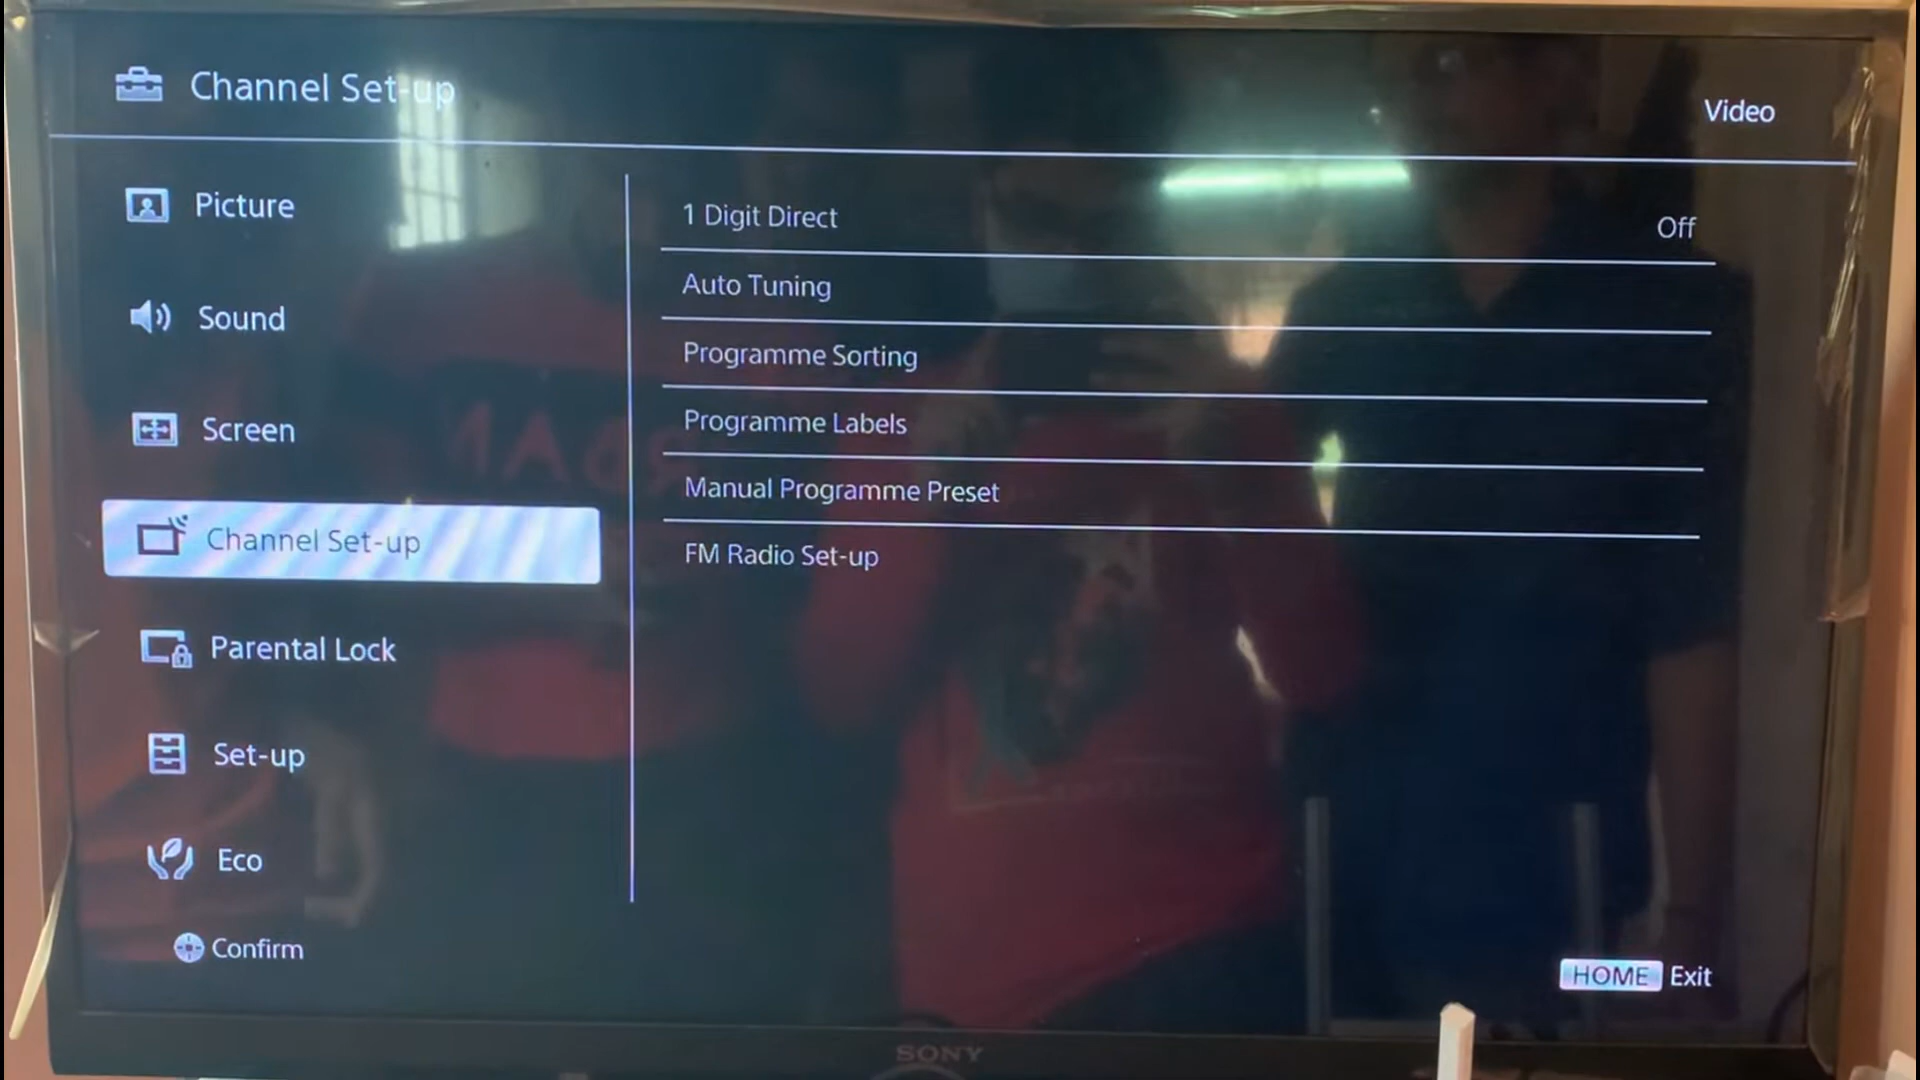 Channel Set-up
Video
Picture
Sound
Screen
Channel Set-up
Parental Lock
Set-up
Eco
Confirm
1 Digit Direct Off
Auto Tuning
Programme Sorting
Programme Labels
Manual Programme Preset
FM Radio Set-up
HOME Exit
SONY